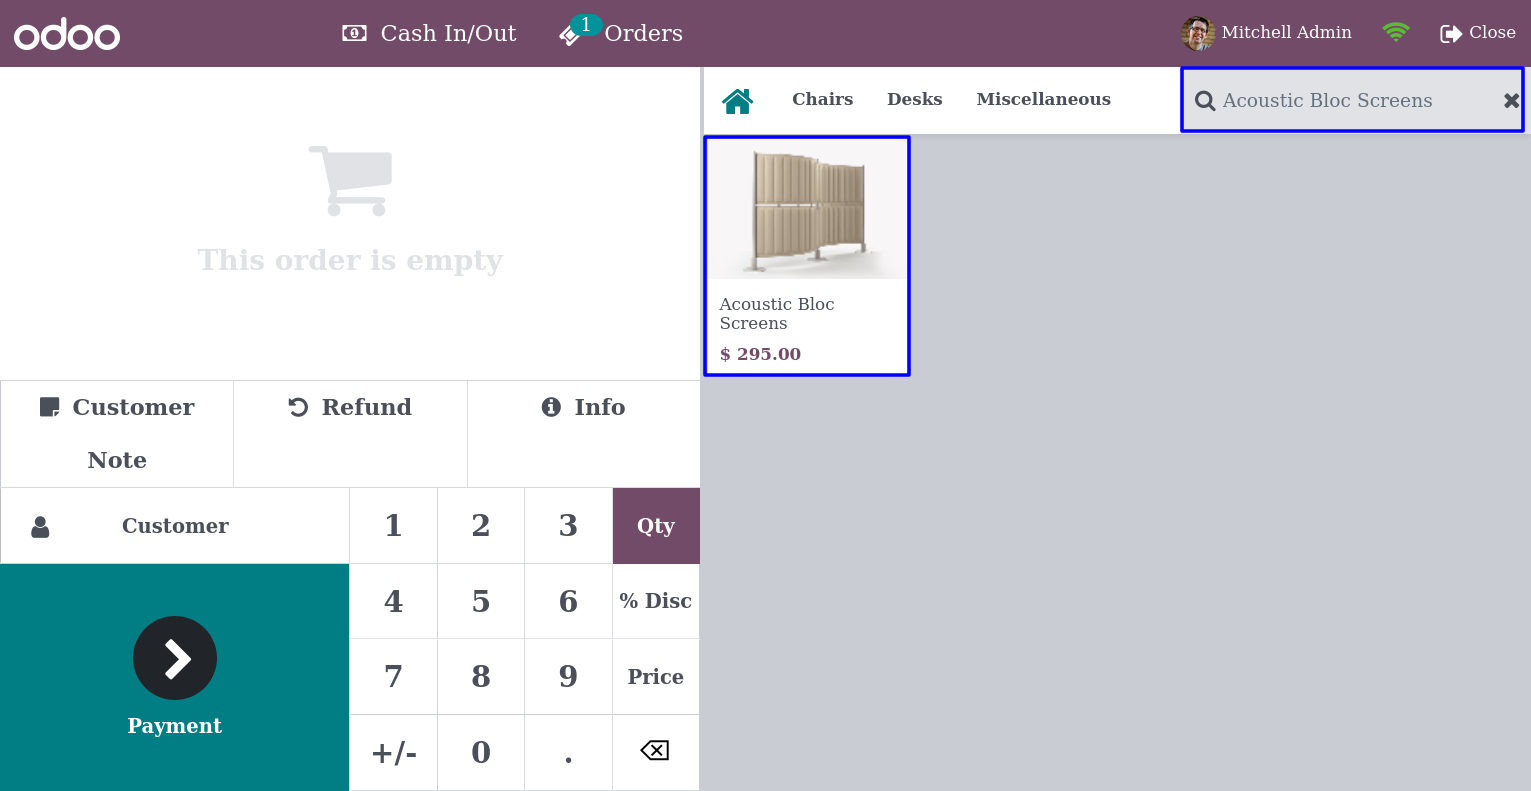 odoo
Cash In/Out
1
Orders
Mitchell Admin
Close
Chairs
Desks
Miscellaneous
Acoustic Bloc Screens
This order is empty
Acoustic Bloc
Screens
$ 295.00
Customer
Note
Refund
Info
Customer
1
2
3
Qty
4
5
6
% Disc
Payment
7
8
9
Price
+/-
0
.